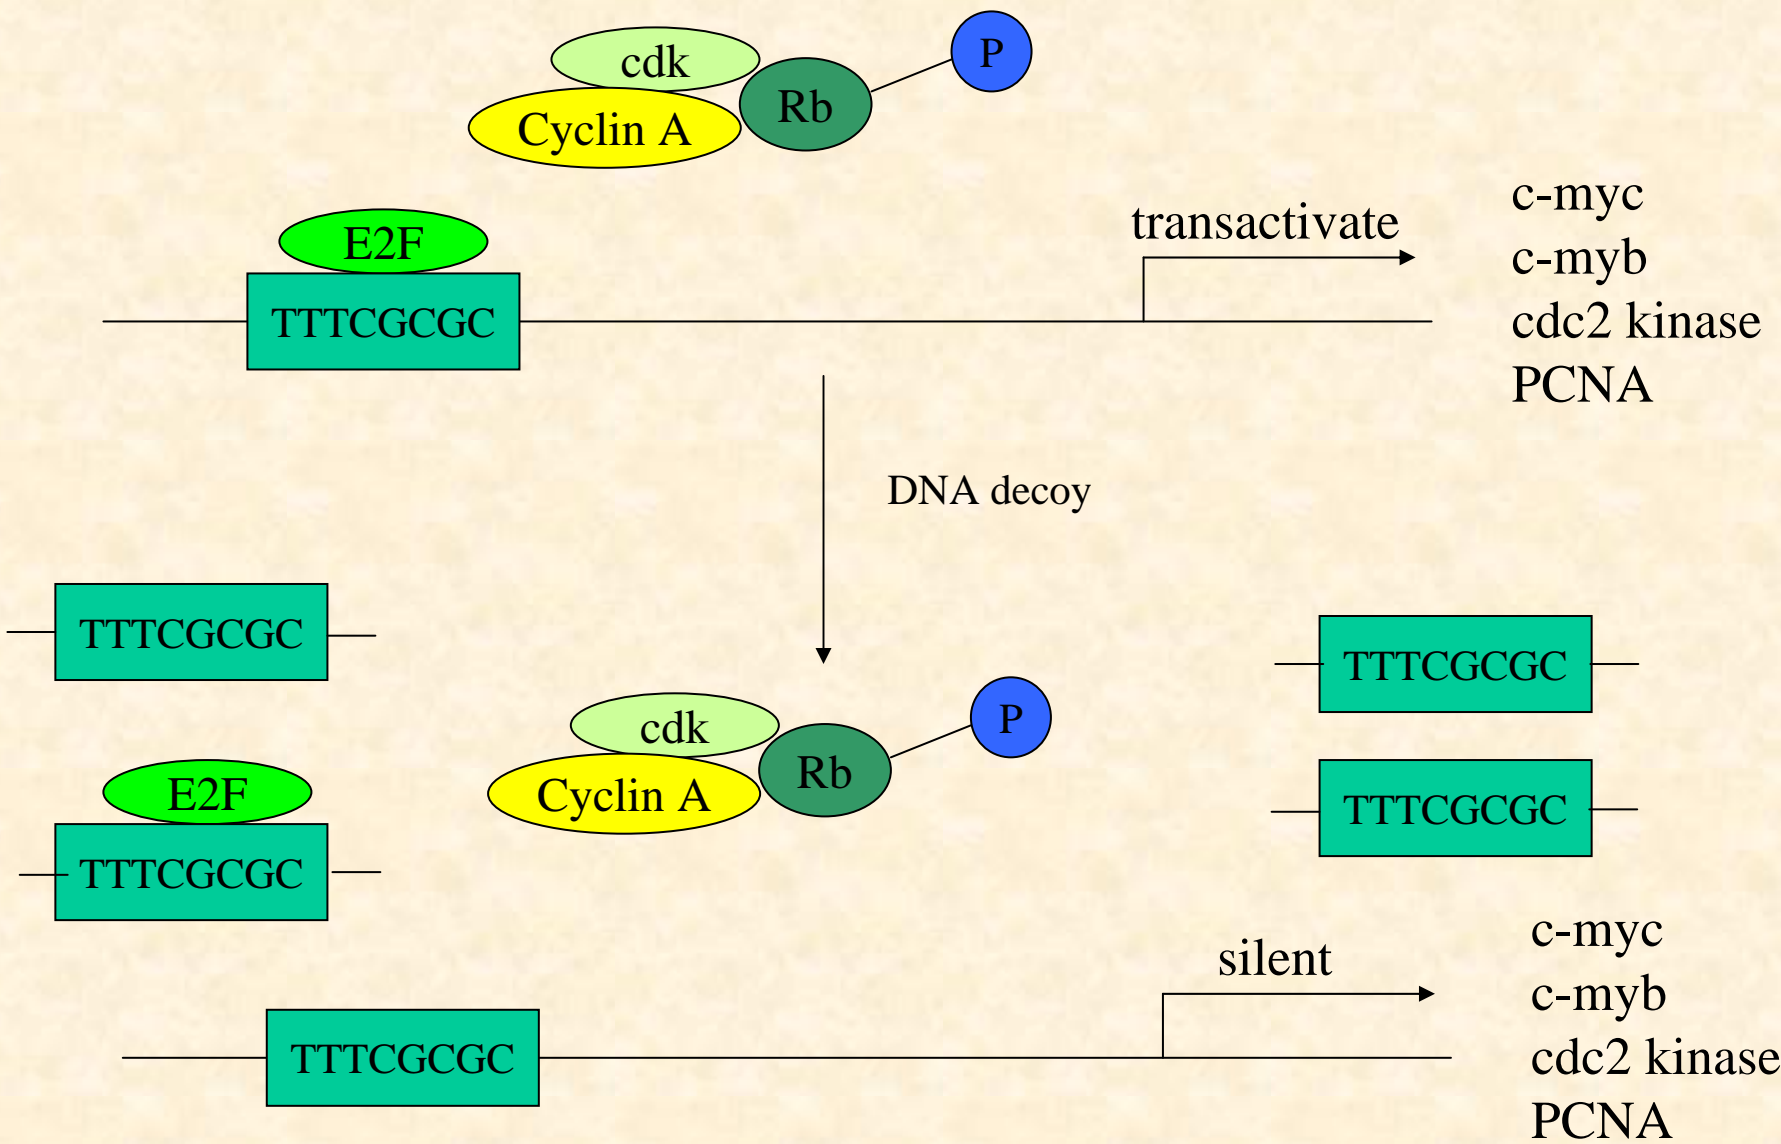 cdk
P
Rb
Cyclin A
c-myc
transactivate
E2F
c-myb
TTTCGCGC
cdc2 kinase
PCNA
DNA decoy
TTTCGCGC
TTTCGCGC
cdk
P
Rb
E2F
Cyclin A
TTTCGCGC
TTTCGCGC
c-myc
silent
c-myb
TTTCGCGC
cdc2 kinase
PCNA